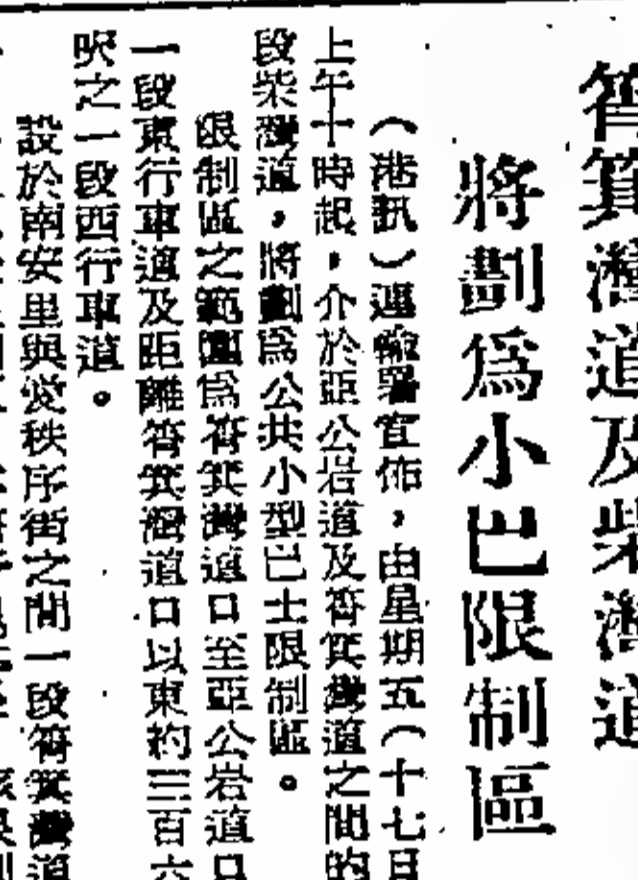 筲箕灣道及柴灣道
將劃爲小巴限制區
（港訊）運輸署宣佈，由星期五（十七日
上午十時起，介於亞公岩道及筲箕灣道之間的
段柴灣道，將劃爲公共小型巴士限制區。
限制區之範圍爲筲箕灣道口至亞公岩道口
一段東行車道及距離筲箕灣道口以東約三百六
呎之一段西行車道。
設於南安里與愛秩序街之間一段筲箕灣道